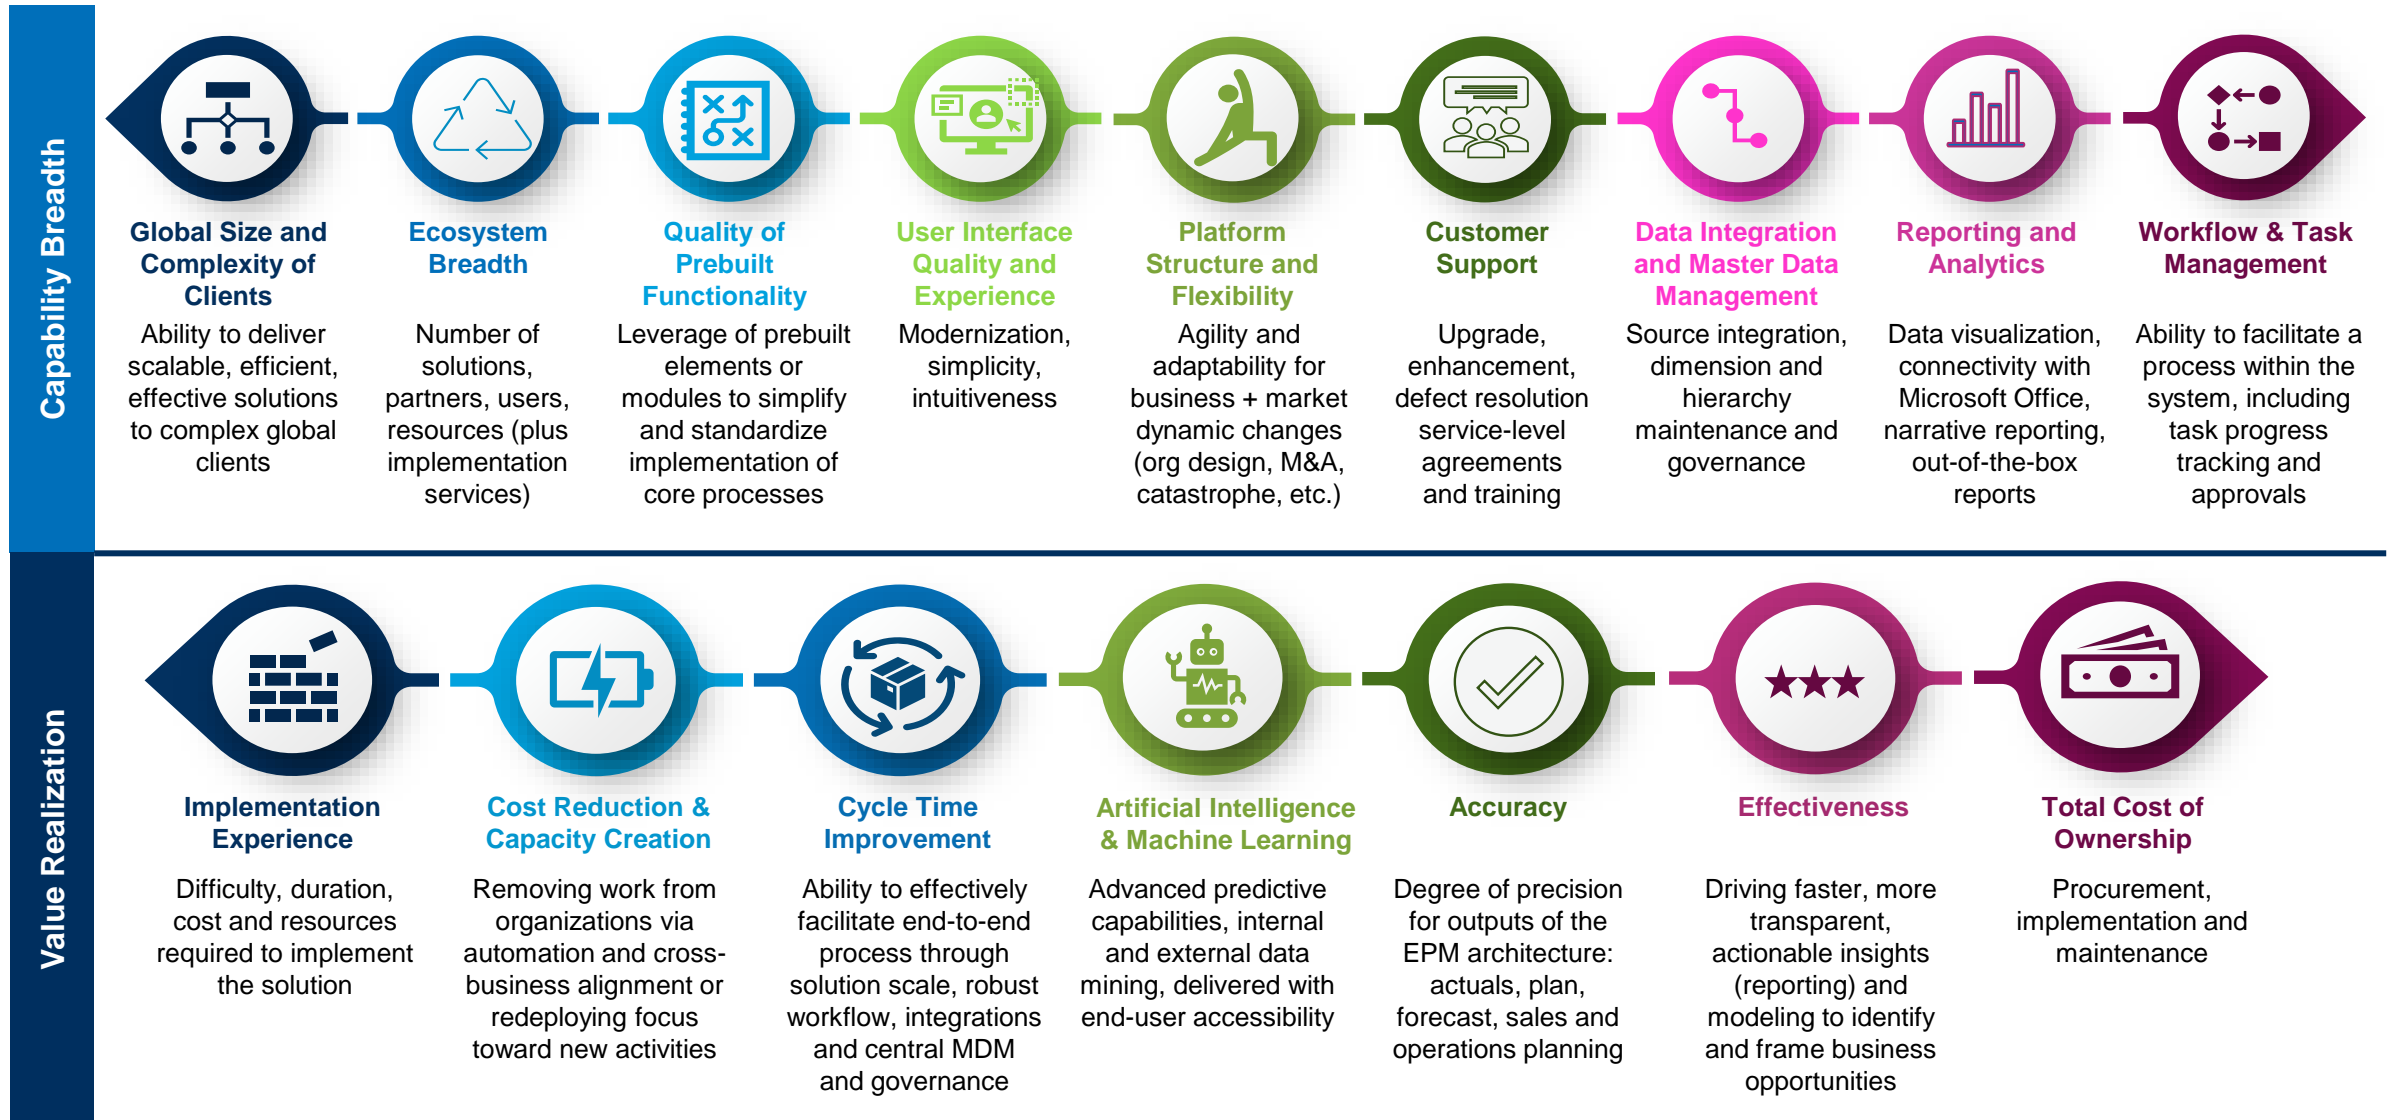 Capability Breadth
Global Size and
Complexity of
Clients
Ability to deliver
scalable, efficient,
effective solutions
to complex global
clients
Ecosystem
Breadth
Number of
solutions,
partners, users,
resources (plus
implementation
services)
Quality of
Prebuilt
Functionality
Leverage of prebuilt
elements or
modules to simplify
and standardize
implementation of
core processes
User Interface
Quality and
Experience
Modernization,
simplicity,
intuitiveness
Platform
Structure and
Flexibility
Agility and
adaptability for
business + market
dynamic changes
(org design, M&A,
catastrophe, etc.)
Customer
Support
Upgrade,
enhancement,
defect resolution
service-level
agreements
and training
Data Integration
and Master Data
Management
Source integration,
dimension and
hierarchy
maintenance and
governance
Reporting and
Analytics
Data visualization,
connectivity with
Microsoft Office,
narrative reporting,
out-of-the-box
reports
Workflow & Task
Management
Ability to facilitate a
process within the
system, including
task progress
tracking and
approvals
Value Realization
Implementation
Experience
Difficulty, duration,
cost and resources
required to implement
the solution
Cost Reduction &
Capacity Creation
Removing work from
organizations via
automation and cross-
business alignment or
redeploying focus
toward new activities
Cycle Time
Improvement
Ability to effectively
facilitate end-to-end
process through
solution scale, robust
workflow, integrations
and central MDM
and governance
Artificial Intelligence
& Machine Learning
Advanced predictive
capabilities, internal
and external data
mining, delivered with
end-user accessibility
Accuracy
Degree of precision
for outputs of the
EPM architecture:
actuals, plan,
forecast, sales and
operations planning
Effectiveness
Driving faster, more
transparent,
actionable insights
(reporting) and
modeling to identify
and frame business
opportunities
Total Cost of
Ownership
Procurement,
implementation and
maintenance